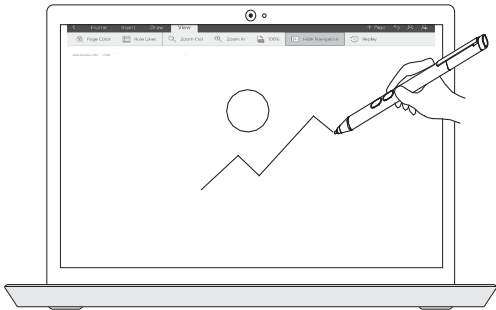 Home Insert Draw View + Page
Page Color Rule Lines Zoom Out Zoom In 100% Hide Navigation Replay